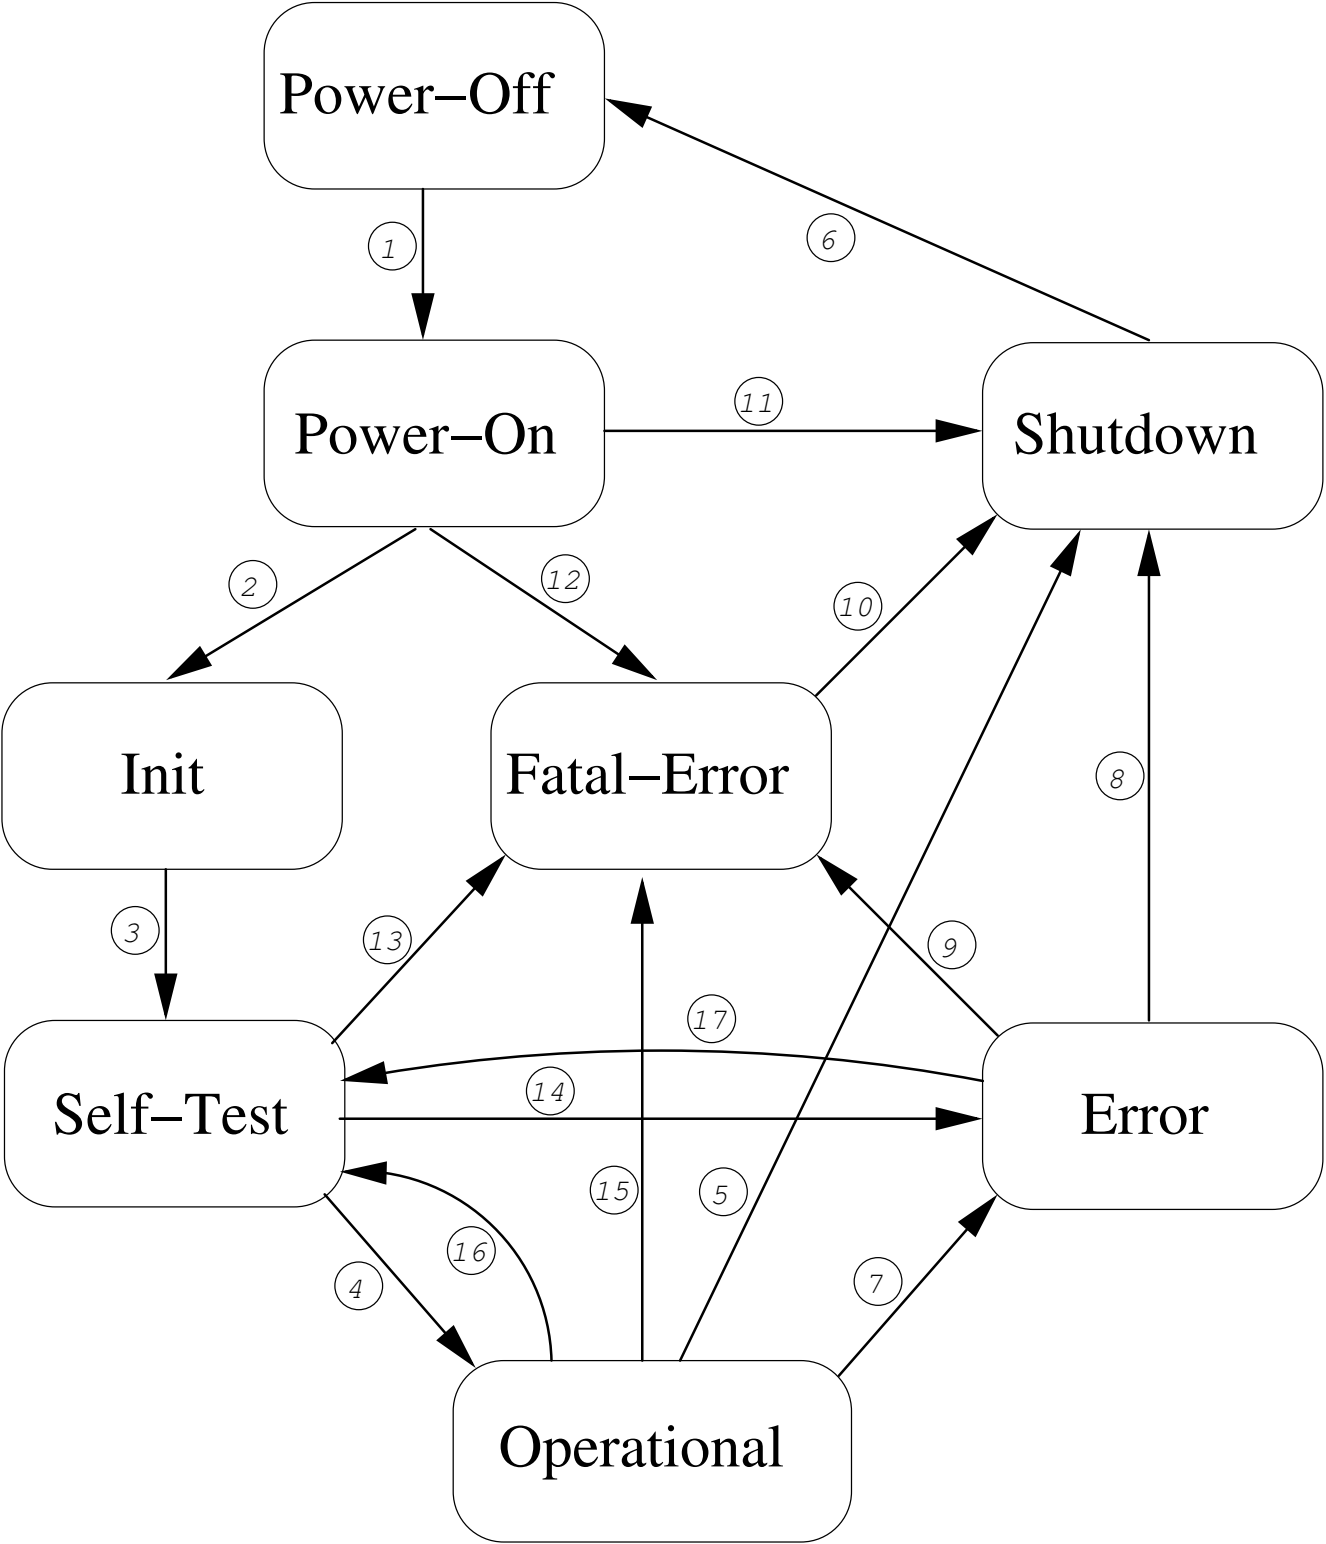 Power–Off
1
6
Power–On
11
Shutdown
2
12
10
Init
Fatal–Error
8
3
13
9
17
Self–Test
14
Error
15
5
16
4
7
Operational